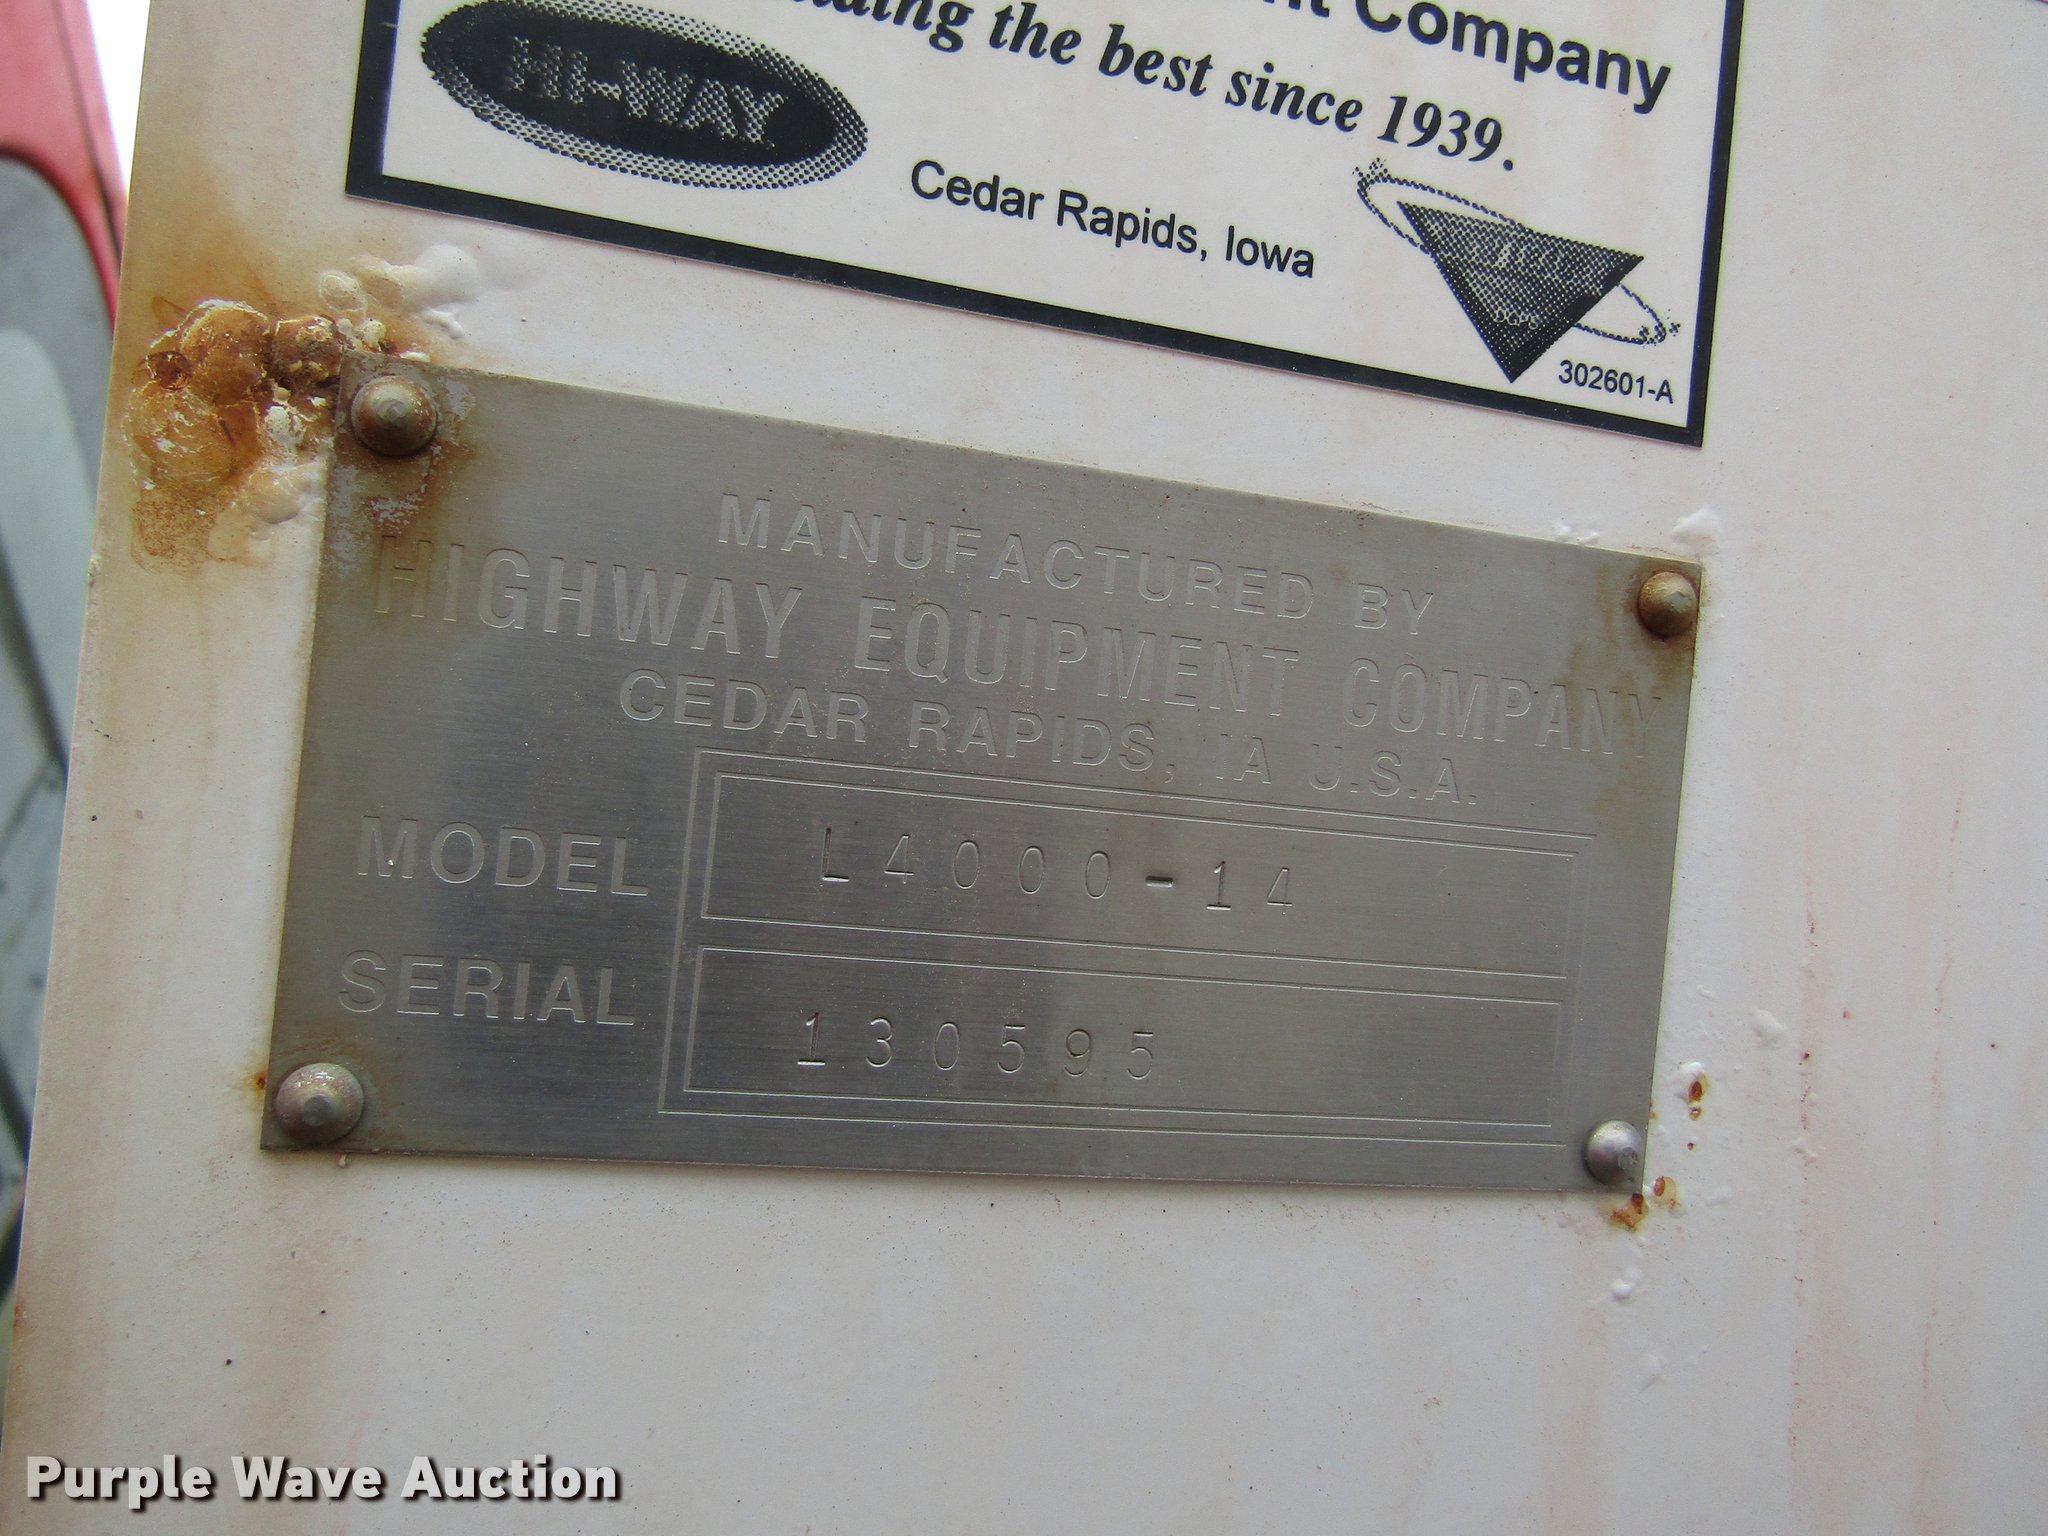 Company
the best since 1939.
HI-WAY
Cedar Rapids, Iowa
302601-A
MANUFACTURED BY
HIGHWAY EQUIPMENT COMPANY
CEDAR RAPIDS, IA U.S.A.
MODEL L4000-14
SERIAL 130595
Purple Wave Auction